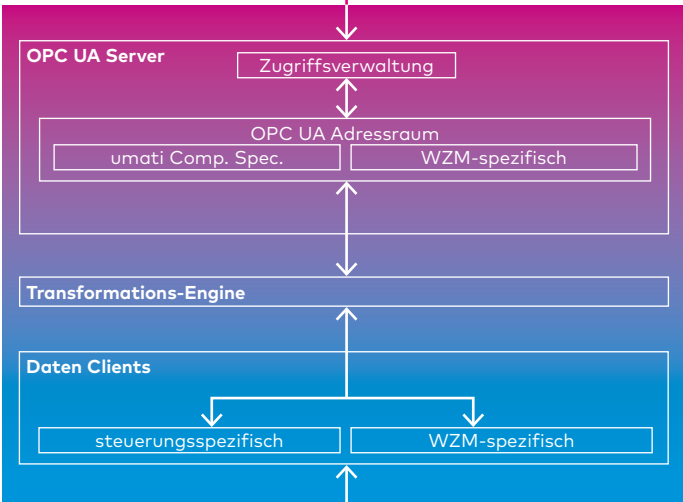 OPC UA Server
Zugriffsverwaltung
OPC UA Adressraum
umati Comp. Spec.
WZM-spezifisch
Transformations-Engine
Daten Clients
steuerungsspezifisch
WZM-spezifisch